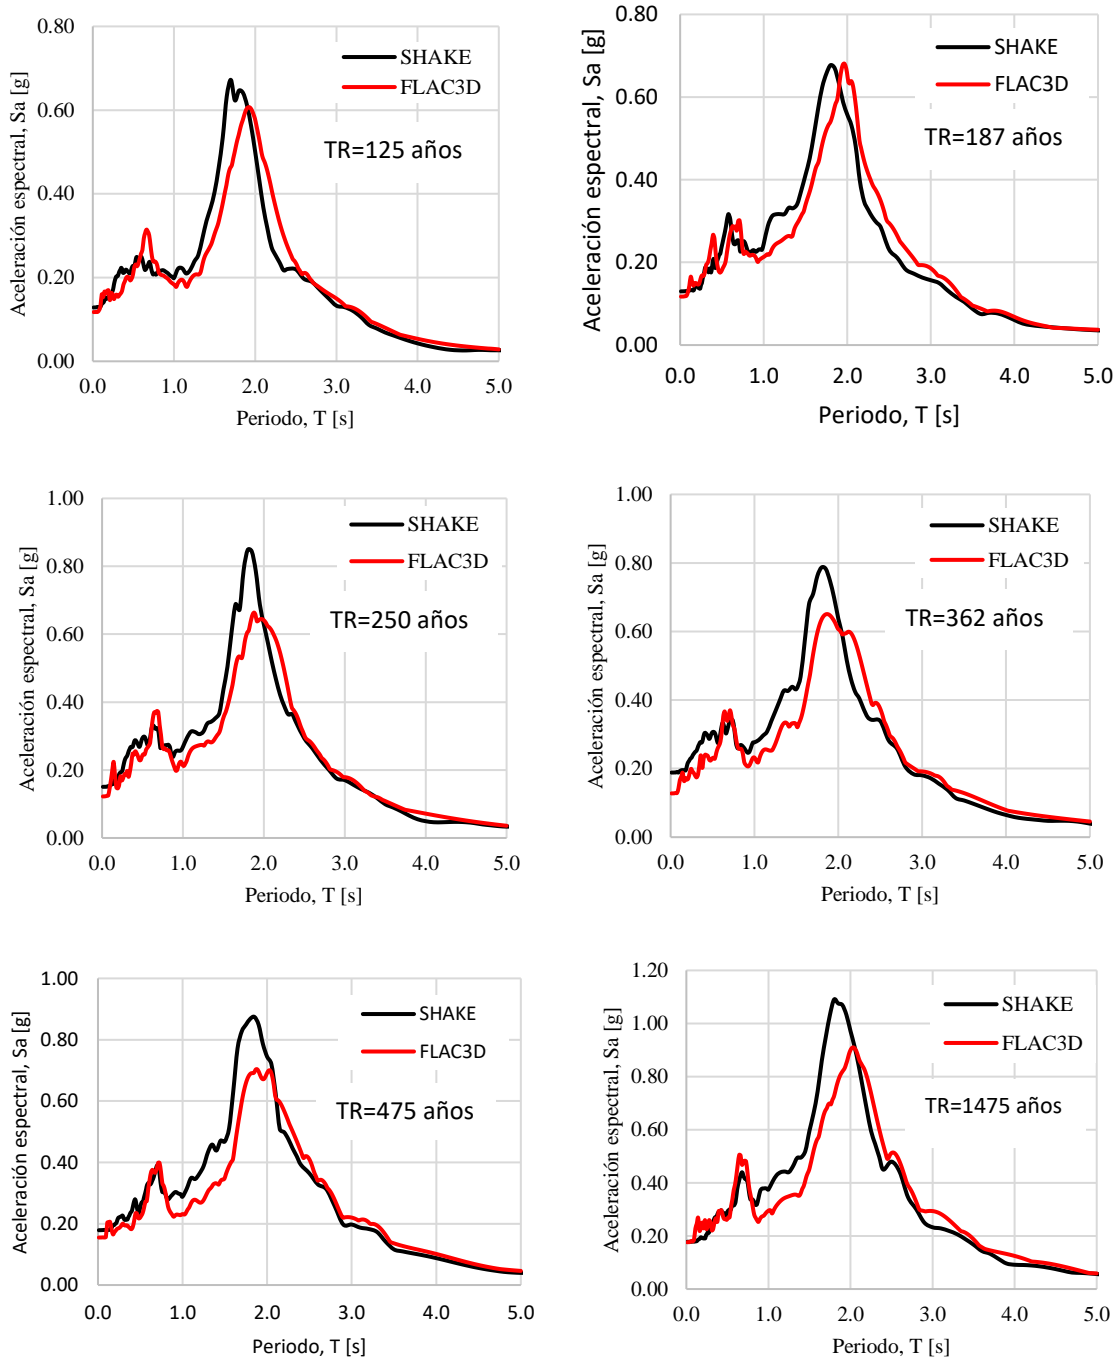 Aceleración espectral, Sa [g]
0.80
0.60
0.40
0.20
0.00
SHAKE
FLAC3D
TR=125 años
0.0 1.0 2.0 3.0 4.0 5.0
Periodo, T [s]
Aceleración espectral, Sa [g]
0.80
0.60
0.40
0.20
0.00
SHAKE
FLAC3D
TR=187 años
0.0 1.0 2.0 3.0 4.0 5.0
Periodo, T [s]
Aceleración espectral, Sa [g]
1.00
0.80
0.60
0.40
0.20
0.00
SHAKE
FLAC3D
TR=250 años
0.0 1.0 2.0 3.0 4.0 5.0
Periodo, T [s]
Aceleración espectral, Sa [g]
1.00
0.80
0.60
0.40
0.20
0.00
SHAKE
FLAC3D
TR=362 años
0.0 1.0 2.0 3.0 4.0 5.0
Periodo, T [s]
Aceleración espectral, Sa [g]
1.00
0.80
0.60
0.40
0.20
0.00
SHAKE
FLAC3D
TR=475 años
0.0 1.0 2.0 3.0 4.0 5.0
Periodo, T [s]
Aceleración espectral, Sa [g]
1.20
1.00
0.80
0.60
0.40
0.20
0.00
SHAKE
FLAC3D
TR=1475 años
0.0 1.0 2.0 3.0 4.0 5.0
Periodo, T [s]